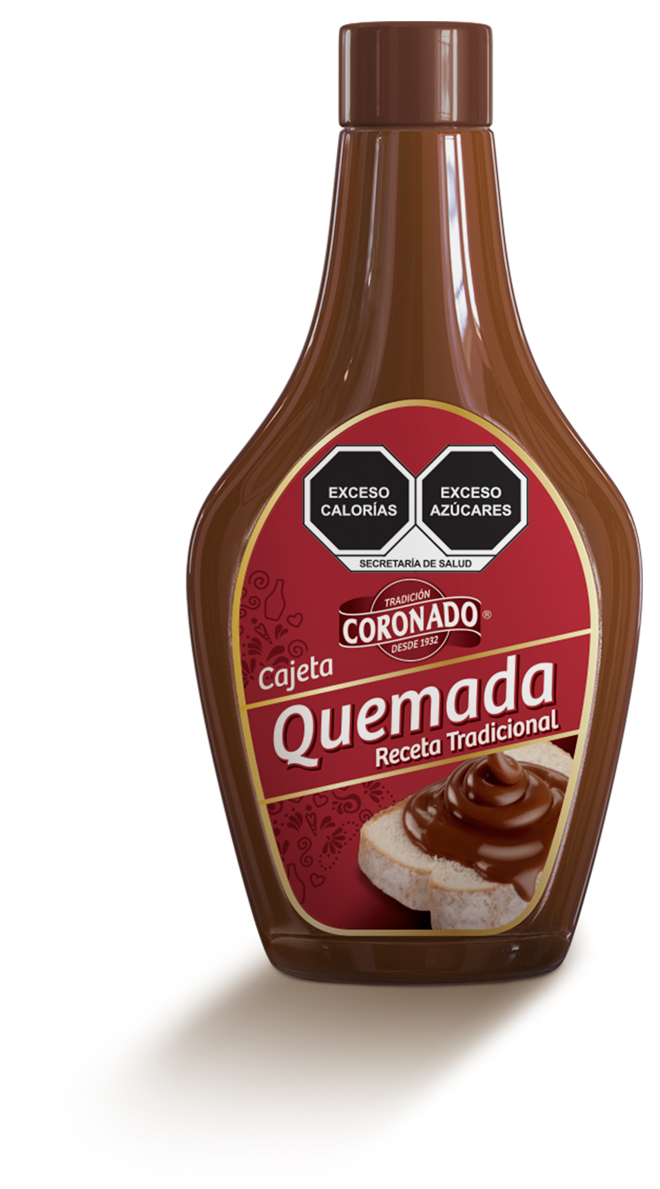 EXCESO
CALORÍAS
EXCESO
AZÚCARES
SECRETARÍA DE SALUD
TRADICIÓN
CORONADO®
DESDE 1932
Cajeta
Quemada
Receta Tradicional